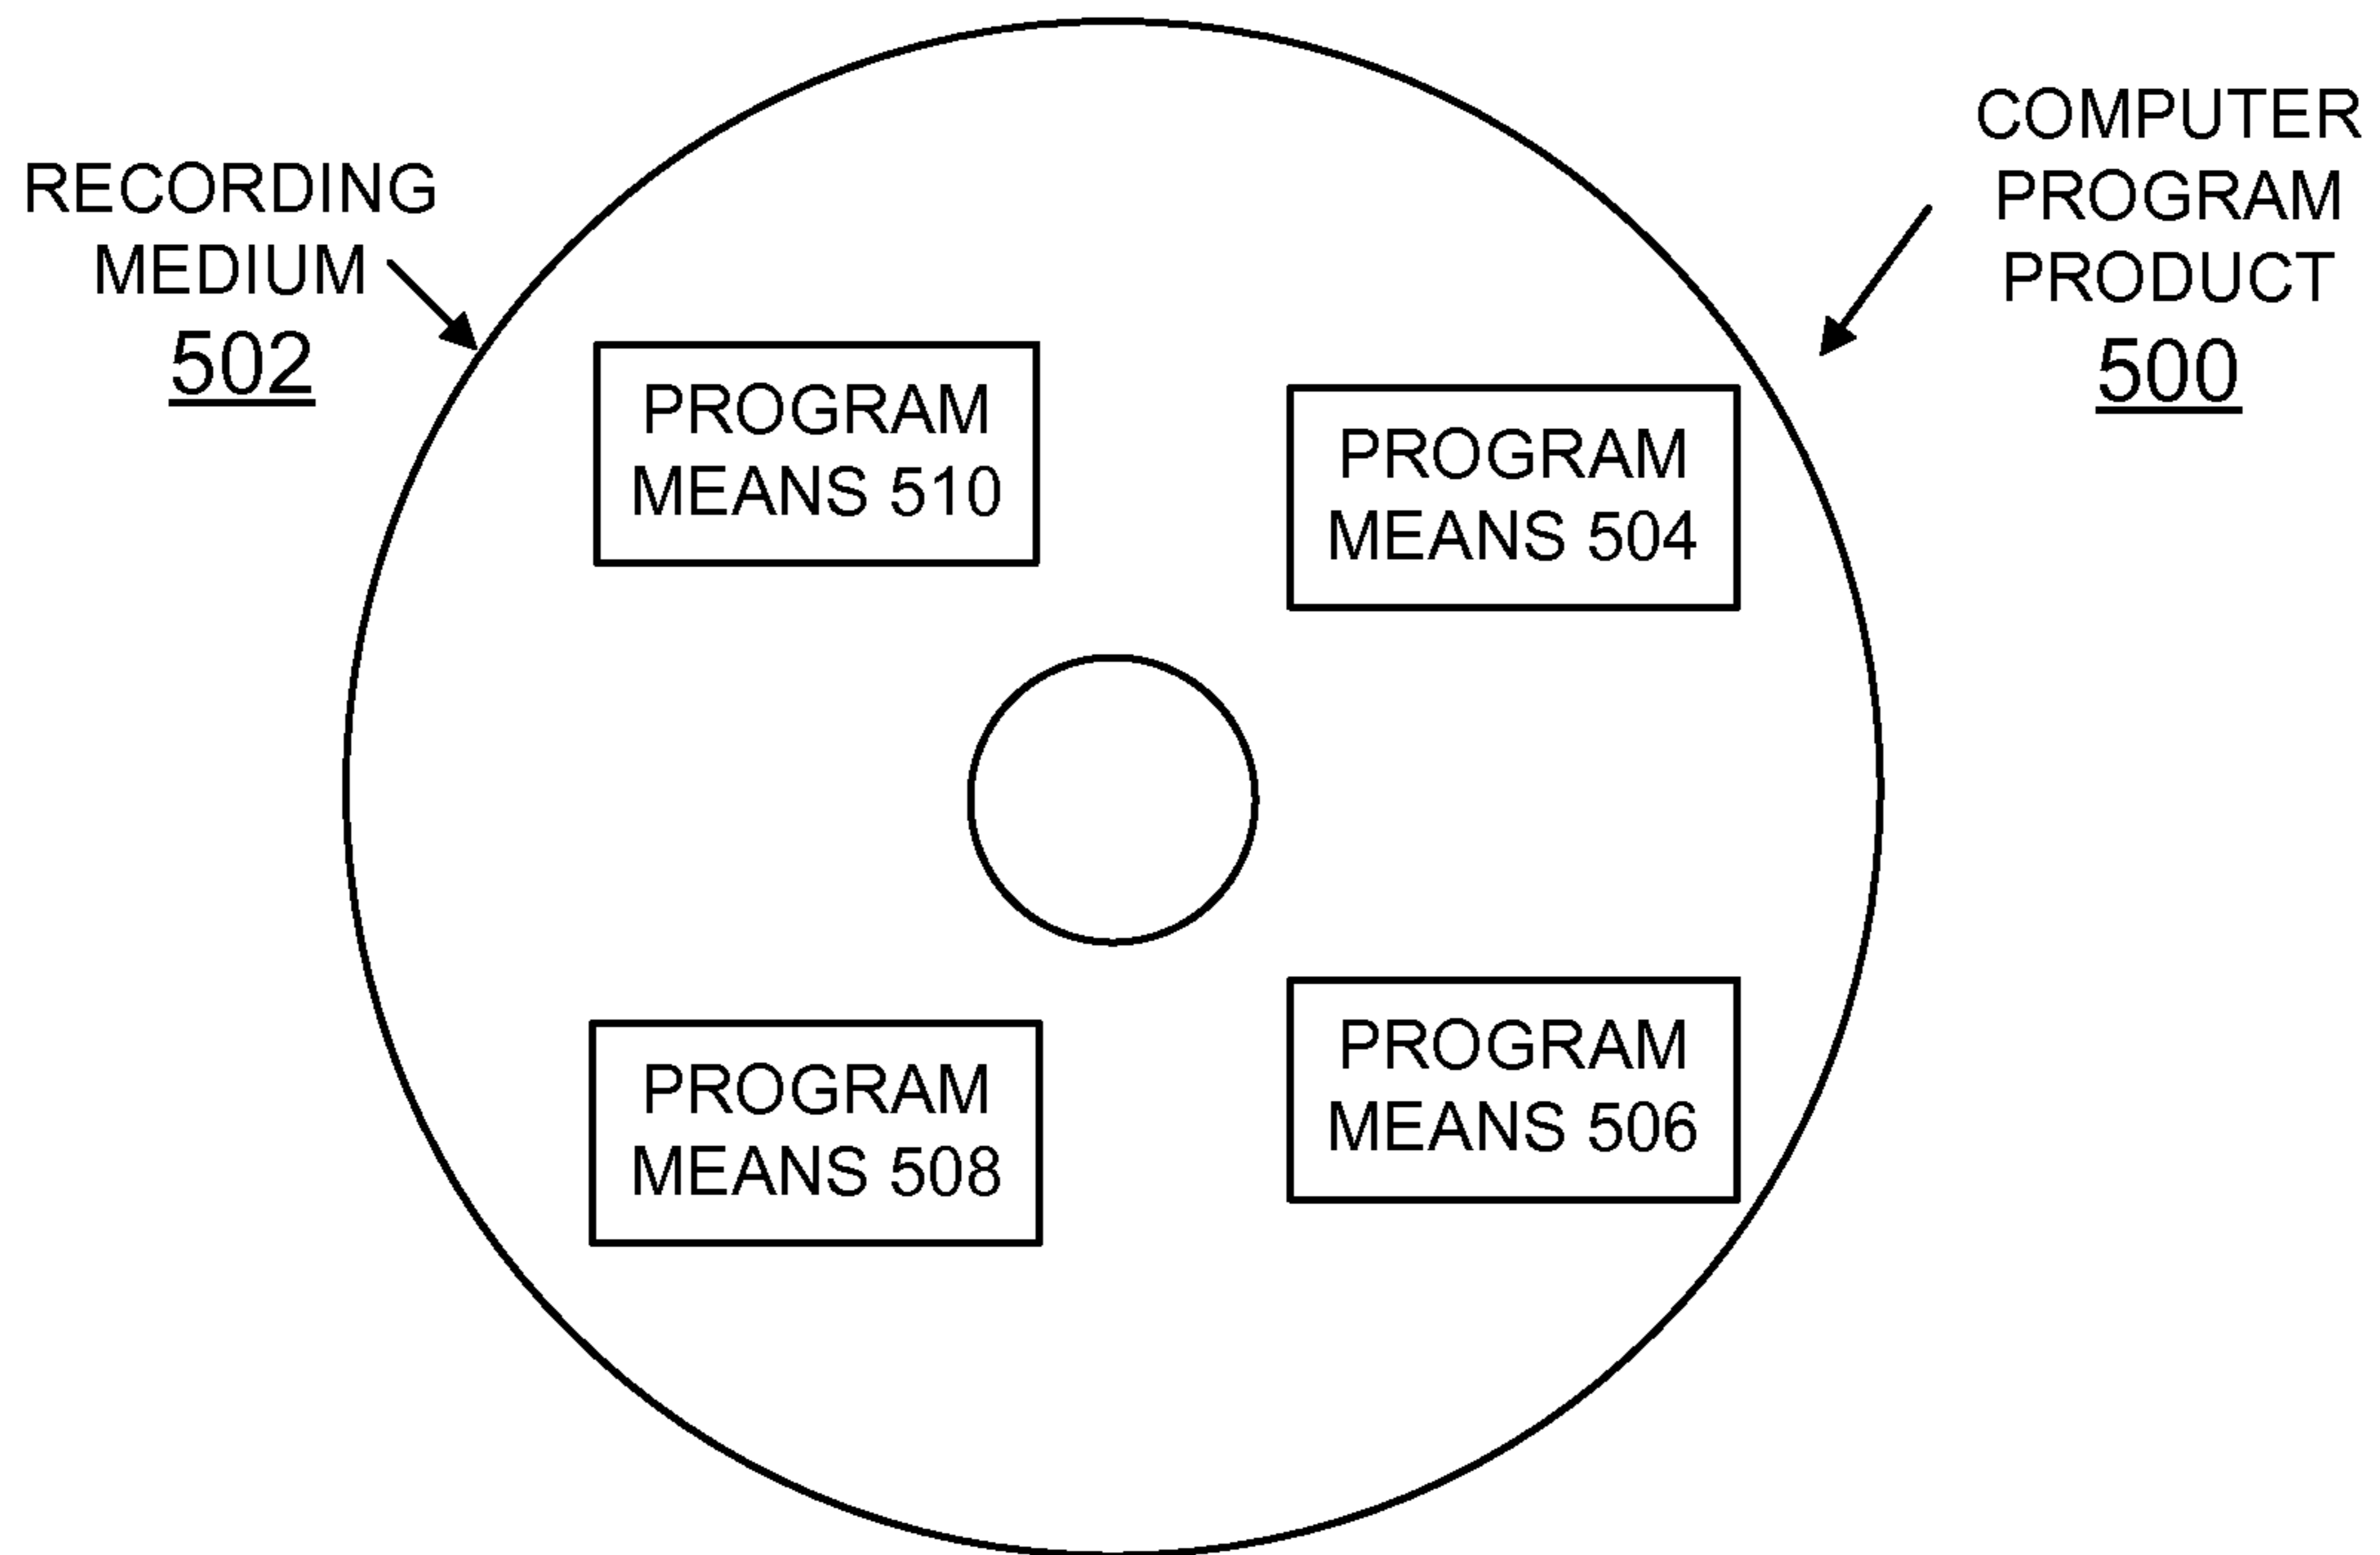 RECORDING
MEDIUM
502
COMPUTER
PROGRAM
PRODUCT
500
PROGRAM
MEANS 510
PROGRAM
MEANS 504
PROGRAM
MEANS 508
PROGRAM
MEANS 506